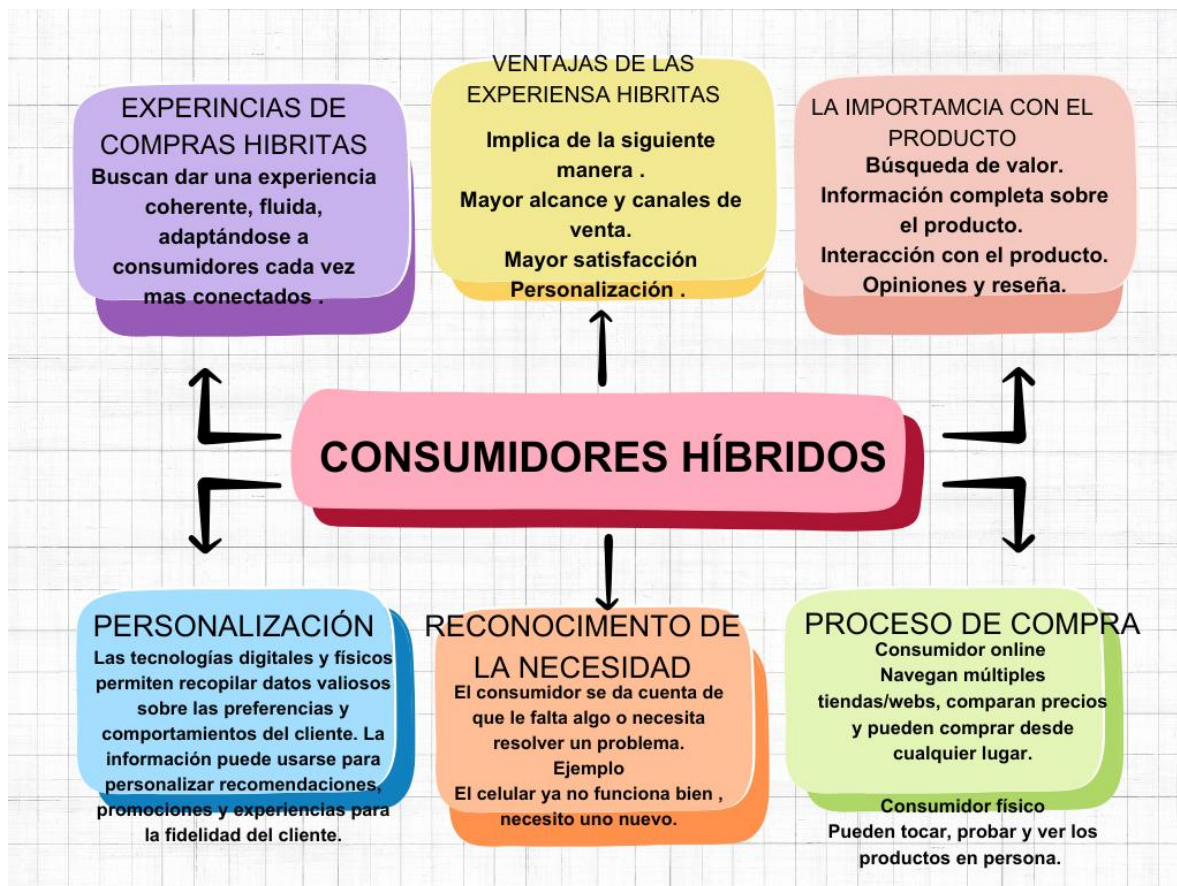 EXPERINCIAS DE
COMPRAS HIBRITAS
Buscan dar una experiencia
coherente, fluida,
adaptándose a
consumidores cada vez
mas conectados .
VENTAJAS DE LAS
EXPERIENSA HIBRITAS
Implica de la siguiente
manera .
Mayor alcance y canales de
venta.
Mayor satisfacción
Personalización .
LA IMPORTAMCIA CON EL
PRODUCTO
Búsqueda de valor.
Información completa sobre
el producto.
Interacción con el producto.
Opiniones y reseña.
CONSUMIDORES HÍBRIDOS
PERSONALIZACIÓN
Las tecnologías digitales y físicos
permiten recopilar datos valiosos
sobre las preferencias y
comportamientos del cliente. La
información puede usarse para
personalizar recomendaciones,
promociones y experiencias para
la fidelidad del cliente.
RECONOCIMENTO DE
LA NECESIDAD
El consumidor se da cuenta de
que le falta algo o necesita
resolver un problema.
Ejemplo
El celular ya no funciona bien ,
necesito uno nuevo.
PROCESO DE COMPRA
Consumidor online
Navegan múltiples
tiendas/webs, comparan precios
y pueden comprar desde
cualquier lugar.
Consumidor físico
Pueden tocar, probar y ver los
productos en persona.